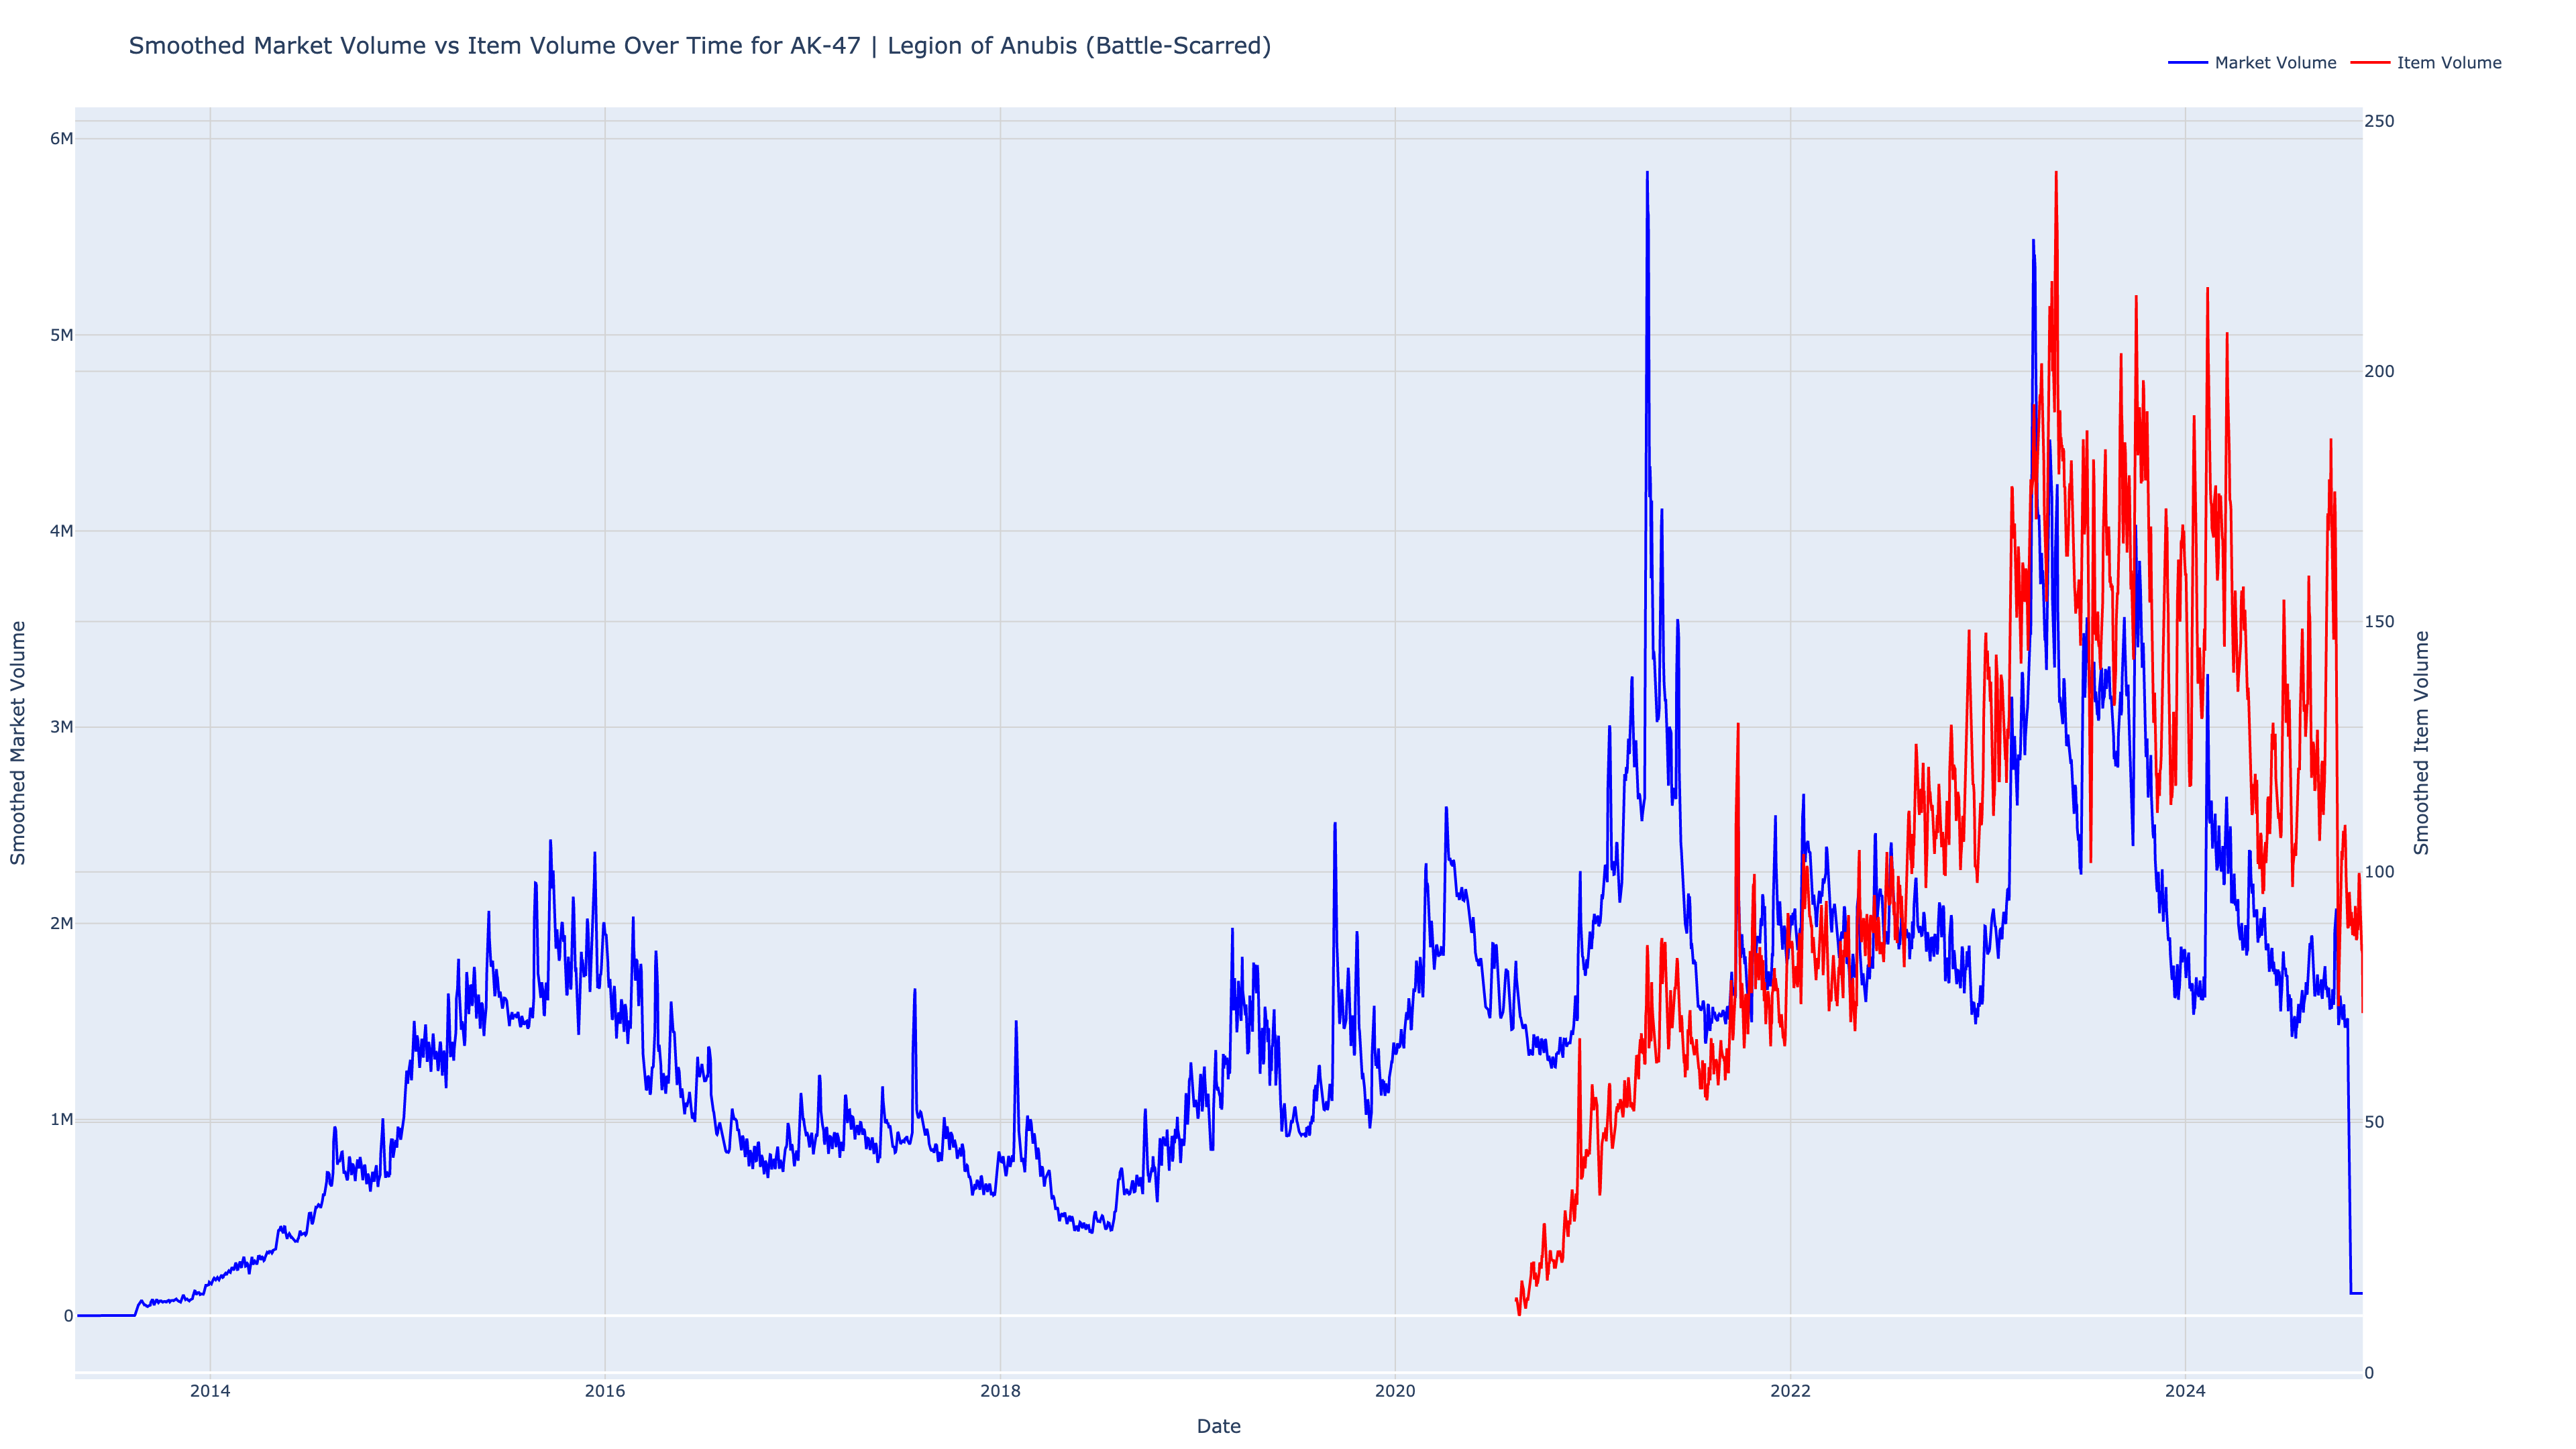 Smoothed Market Volume vs Item Volume Over Time for AK-47 | Legion of Anubis (Battle-Scarred)
Market Volume
Item Volume
6M
5M
4M
3M
2M
1M
0
Smoothed Market Volume
250
200
150
100
50
0
Smoothed Item Volume
2014
2016
2018
2020
2022
2024
Date